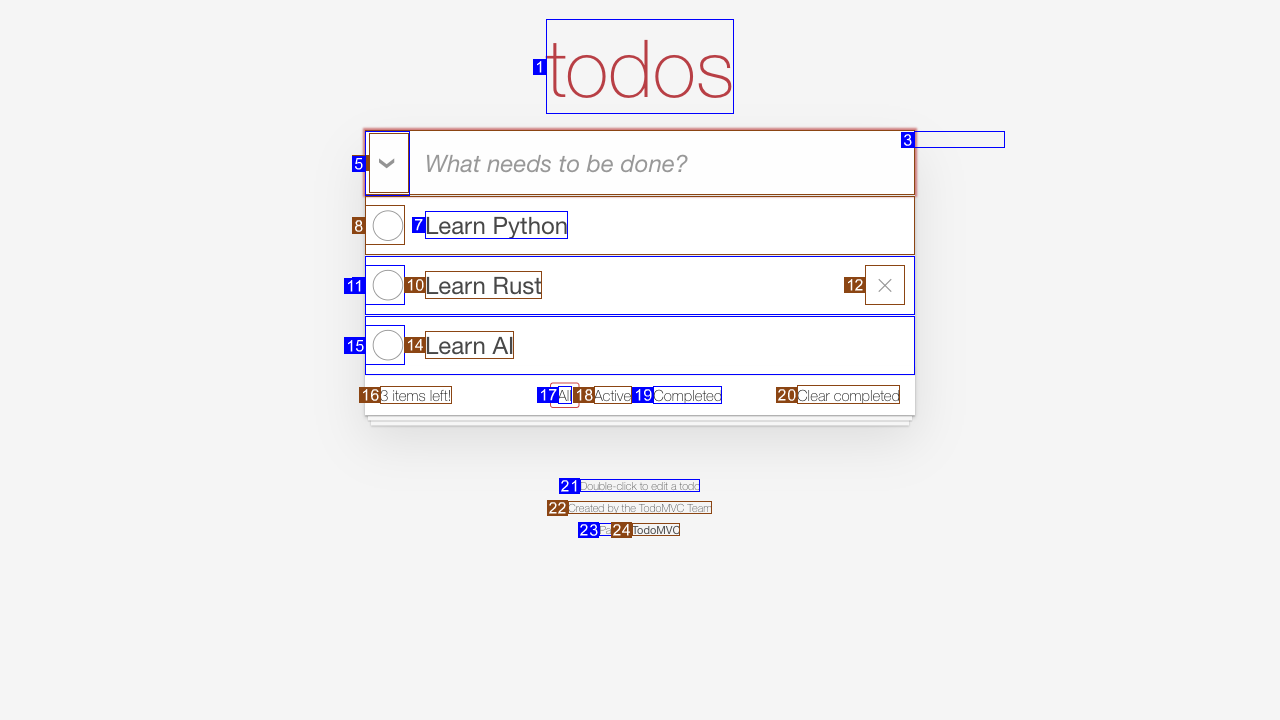 1
todos
3
5
What needs to be done?
8
7
Learn Python
11
10
Learn Rust
12
15
14
Learn AI
16
3 items left!
17
All
18
Active
19
Completed
20
Clear completed
21
Double-click to edit a todo
22
Created by the TodoMVC Team
23
Pa
24
TodoMVC